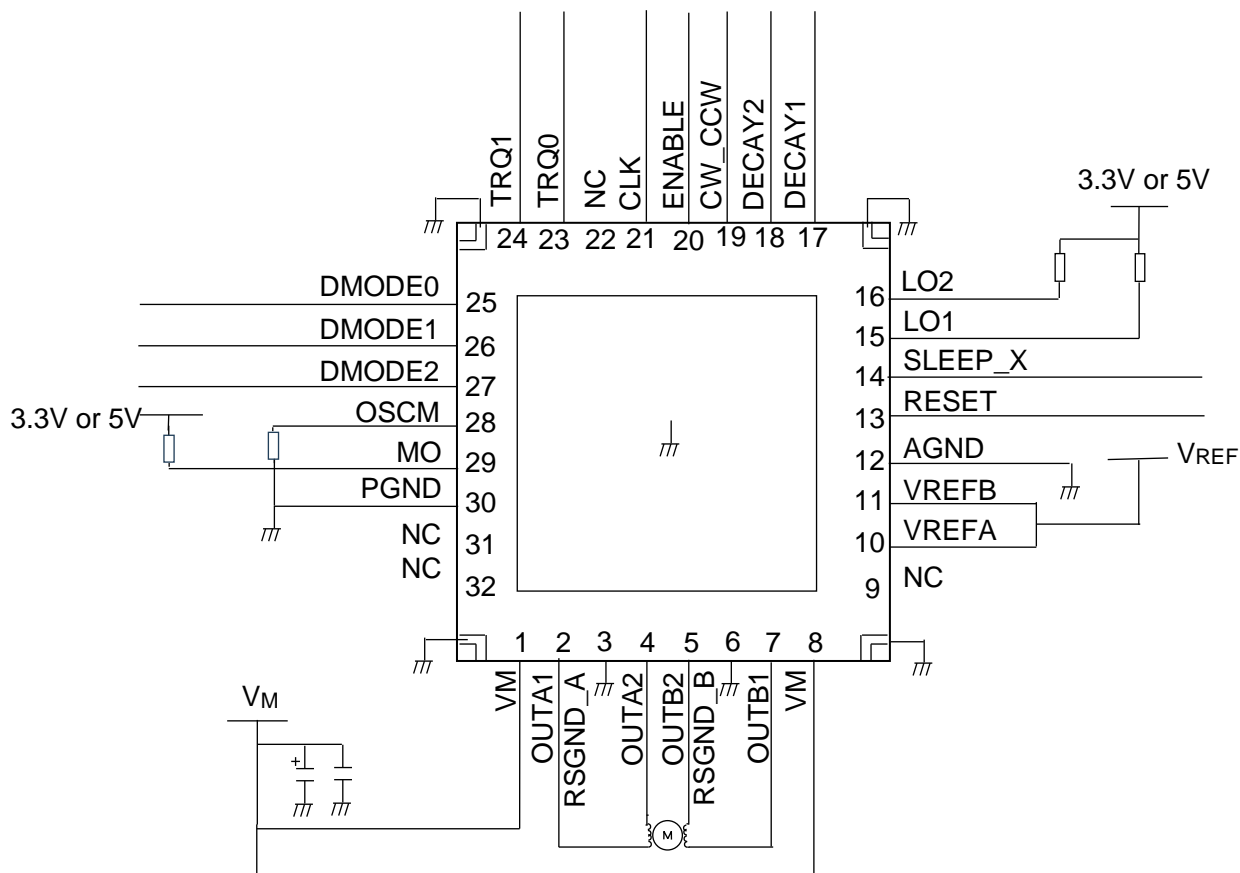 TRQ1
TRQ0
NC
CLK
ENABLE
CW_CCW
DECAY2
DECAY1
24
23
22
21
20
19
18
17
3.3V or 5V
DMODE0
25
DMODE1
26
DMODE2
27
3.3V or 5V
OSCM
28
MO
29
PGND
30
NC
31
NC
32
16
LO2
15
LO1
14
SLEEP_X
13
RESET
12
AGND
VREF
11
VREFB
10
VREFA
9
NC
1
2
3
4
5
6
7
8
VM
OUTA1
RSGND_A
OUTA2
OUTB2
RSGND_B
OUTB1
VM
VM
+
M